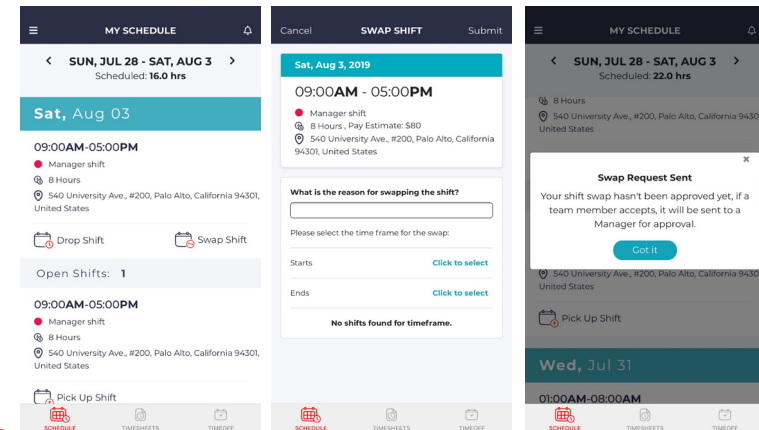 MY SCHEDULE
SUN, JUL 28 - SAT, AUG 3
Scheduled: 16.0 hrs
Sat, Aug 03
09:00AM-05:00PM
Manager shift
8 Hours
540 University Ave., #200, Palo Alto, California 94301,
United States
Drop Shift
Swap Shift
Open Shifts: 1
09:00AM-05:00PM
Manager shift
8 Hours
540 University Ave., #200, Palo Alto, California 94301,
United States
Pick Up Shift
SCHEDULE
TIMESHEETS
TIMEOFF
Cancel
SWAP SHIFT
Submit
Sat, Aug 3, 2019
09:00AM - 05:00PM
Manager shift
8 Hours , Pay Estimate: $80
540 University Ave., #200, Palo Alto, California
94301, United States
What is the reason for swapping the shift?
Please select the time frame for the swap:
Starts
Click to select
Ends
Click to select
No shifts found for timeframe.
SCHEDULE
TIMESHEETS
TIMEOFF
MY SCHEDULE
SUN, JUL 28 - SAT, AUG 3
Scheduled: 22.0 hrs
8 Hours
540 University Ave., #200, Palo Alto, California 9430
United States
Swap Request Sent
Your shift swap hasn't been approved yet, if a
team member accepts, it will be sent to a
Manager for approval.
Got it
540 University Ave., #200, Palo Alto, California 9430
United States
Pick Up Shift
Wed, Jul 31
01:00AM-08:00AM
SCHEDULE
TIMESHEETS
TIMEOFF